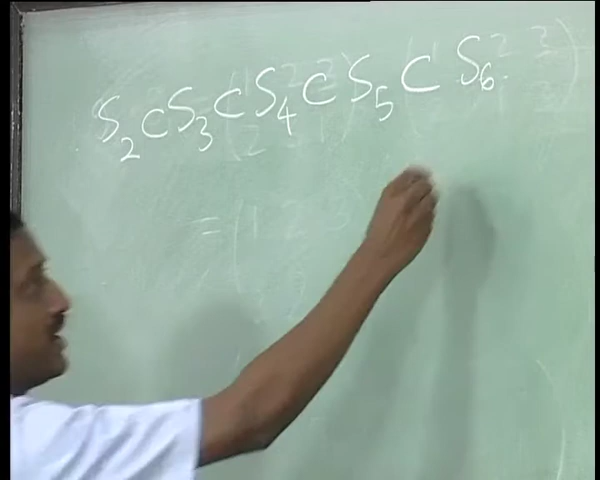 S₂ ⊂ S₃ ⊂ S₄ ⊂ S₅ ⊂ S₆